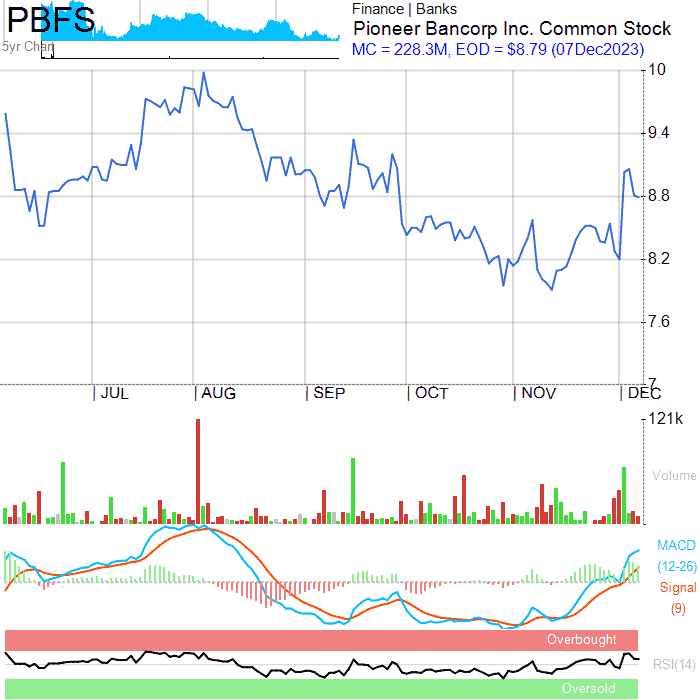 PBFS
5yr Chart
Finance | Banks
Pioneer Bancorp Inc. Common Stock
MC = 228.3M, EOD = $8.79 (07Dec2023)
10
9.4
8.8
8.2
7.6
7
JUL
AUG
SEP
OCT
NOV
DEC
121k
Volume
MACD
(12-26)
Signal
(9)
Overbought
RSI(14)
Oversold